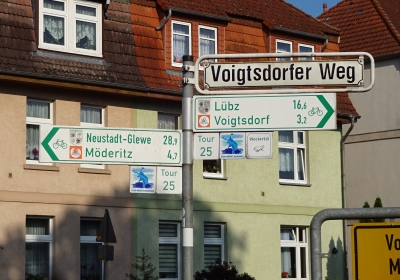 Voigtsdorfer Weg
Lübz 16,6
Voigtsdorf 3,2
Tour 25
Neustadt-Glewe 28,9
Möderitz 4,7
Tour 25